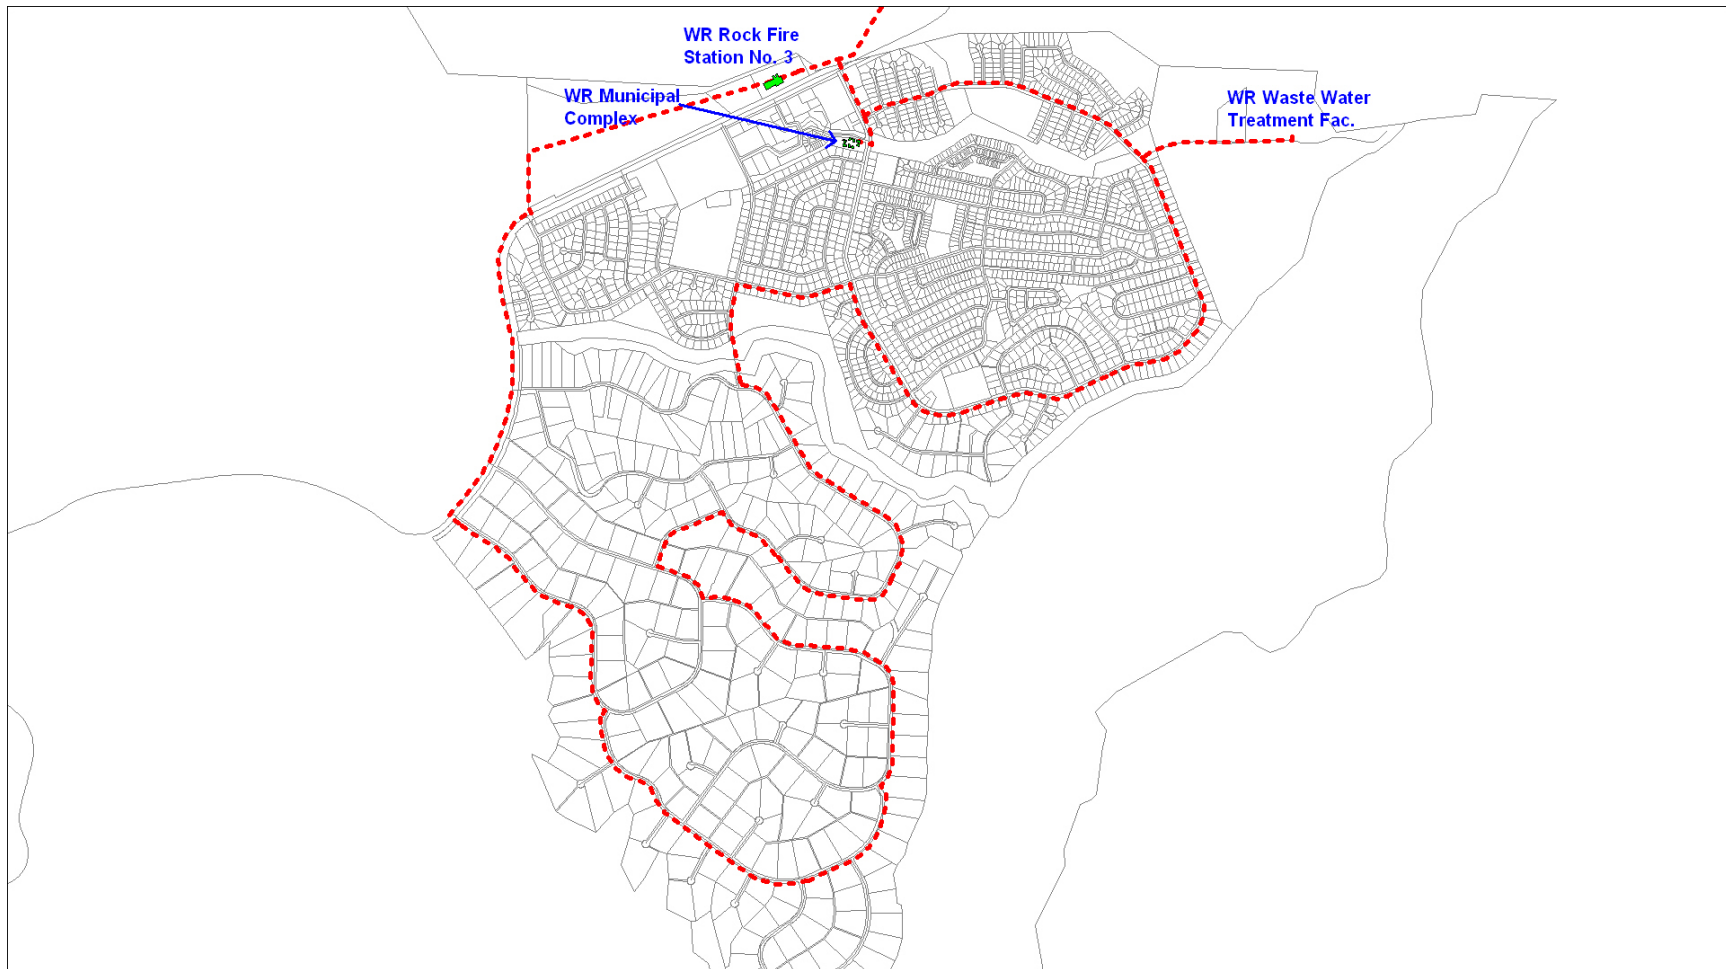 WR Rock Fire
Station No. 3
WR Municipal
Complex
WR Waste Water
Treatment Fac.